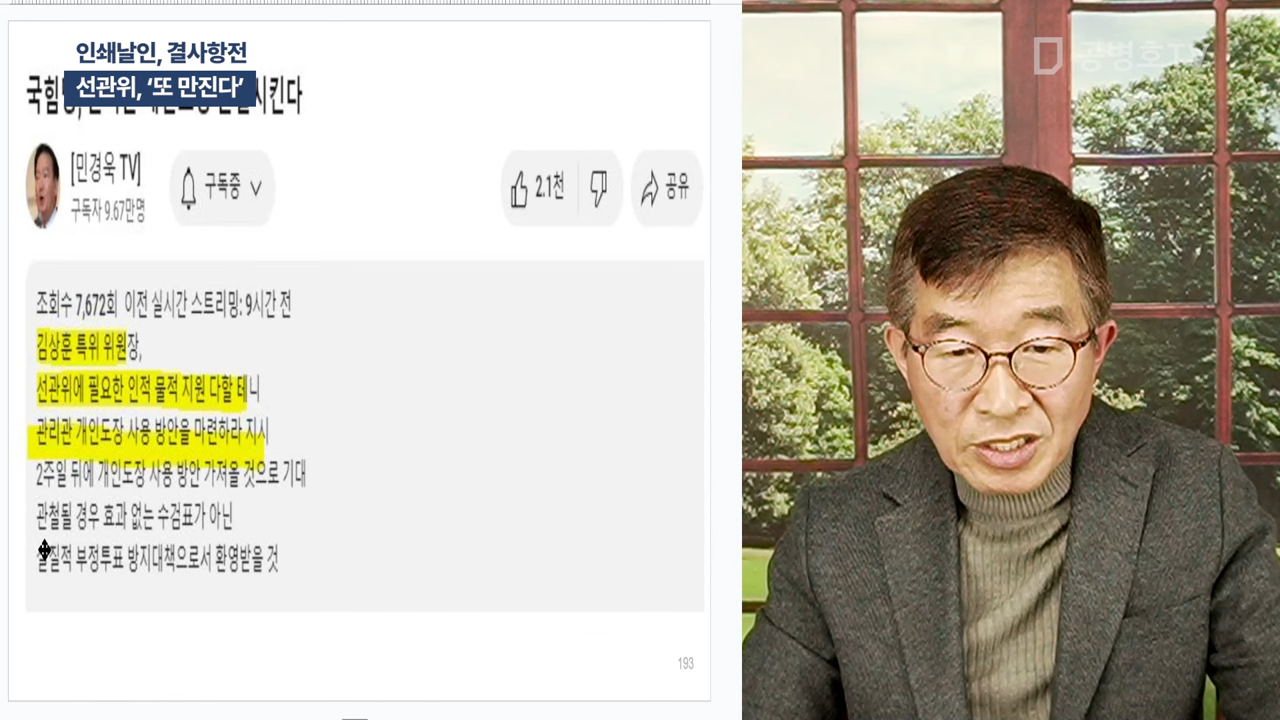 인쇄날인, 결사항전
선관위, ‘또 만진다’
국힘
시킨다
공병호TV
[민경욱 TV]
구독자 9.67만명
구독중
2.1천
공유
조회수 7,672회 이전 실시간 스트리밍: 9시간 전
김상훈 특위 위원장,
선관위에 필요한 인적 물적 지원 다할 테니
관리관 개인도장 사용 방안을 마련하라 지시
2주일 뒤에 개인도장 사용 방안 가져올 것으로 기대
관철될 경우 효과 없는 수검표가 아닌
실질적 부정투표 방지대책으로서 환영받을 것
193